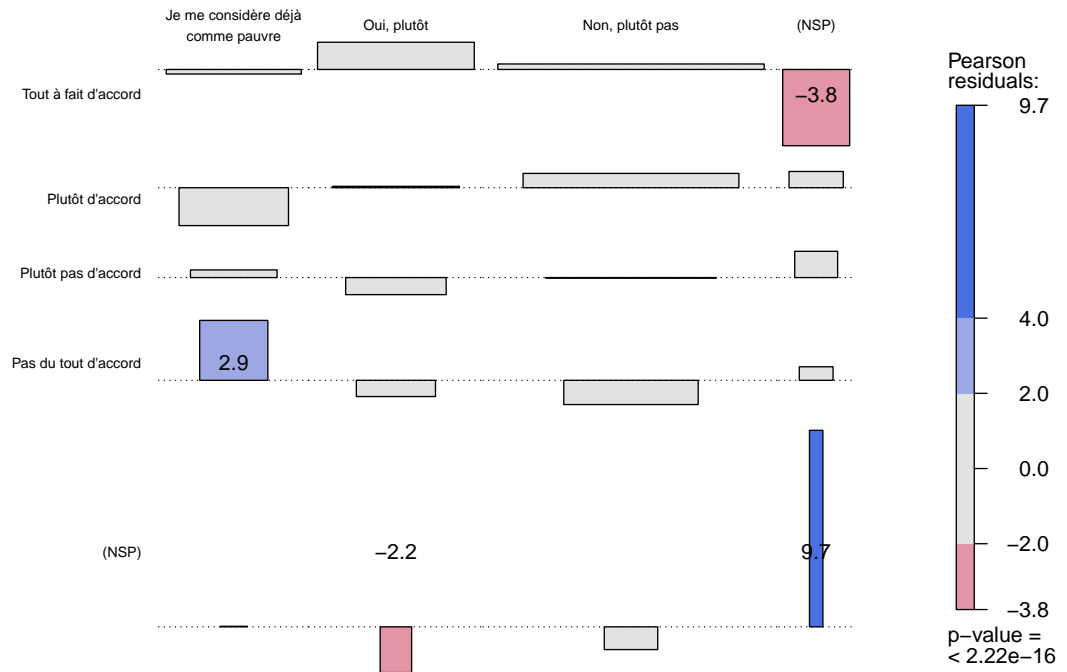 Je me considère déjà
comme pauvre
Oui, plutôt
Non, plutôt pas
(NSP)
Tout à fait d'accord
−3.8
Plutôt d'accord
Plutôt pas d'accord
Pas du tout d'accord
2.9
(NSP)
−2.2
9.7
Pearson
residuals:
9.7
4.0
2.0
0.0
−2.0
−3.8
p−value =
< 2.22e−16